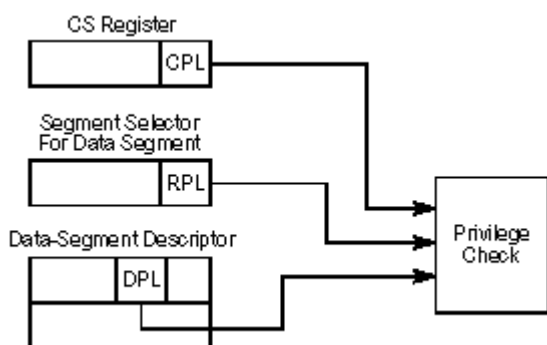 CS Register
CPL
Segment Selector
For Data Segment
RPL
Data-Segment Descriptor
DPL
Privilege
Check